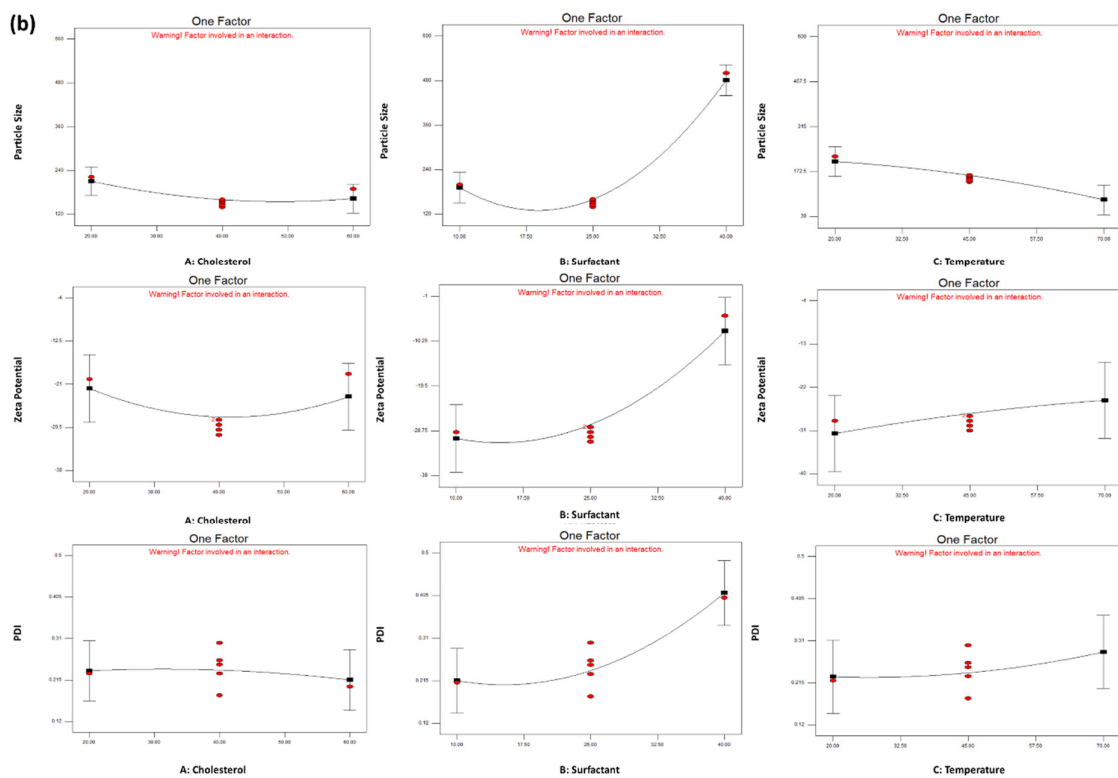 (b)
One Factor
Warning! Factor involved in an interaction.
Particle Size
600
480
360
240
120
20.00 30.00 40.00 50.00 60.00
A: Cholesterol
One Factor
Warning! Factor involved in an interaction.
Particle Size
600
480
360
240
120
10.00 17.50 25.00 32.50 40.00
B: Surfactant
One Factor
Warning! Factor involved in an interaction.
Particle Size
600
457.5
315
172.5
30
20.00 32.50 45.00 57.50 70.00
C: Temperature
One Factor
Warning! Factor involved in an interaction.
Zeta Potential
-4
-12.5
-21
-29.5
-38
20.00 30.00 40.00 50.00 60.00
A: Cholesterol
One Factor
Warning! Factor involved in an interaction.
Zeta Potential
-1
-10.25
-19.5
-28.75
-38
10.00 17.50 25.00 32.50 40.00
B: Surfactant
One Factor
Warning! Factor involved in an interaction.
Zeta Potential
-4
-13
-22
-31
-40
20.00 32.50 45.00 57.50 70.00
C: Temperature
One Factor
Warning! Factor involved in an interaction.
PDI
0.5
0.405
0.31
0.215
0.12
20.00 30.00 40.00 50.00 60.00
A: Cholesterol
One Factor
Warning! Factor involved in an interaction.
PDI
0.5
0.405
0.31
0.215
0.12
10.00 17.50 25.00 32.50 40.00
B: Surfactant
One Factor
Warning! Factor involved in an interaction.
PDI
0.5
0.405
0.31
0.215
0.12
20.00 32.50 45.00 57.50 70.00
C: Temperature